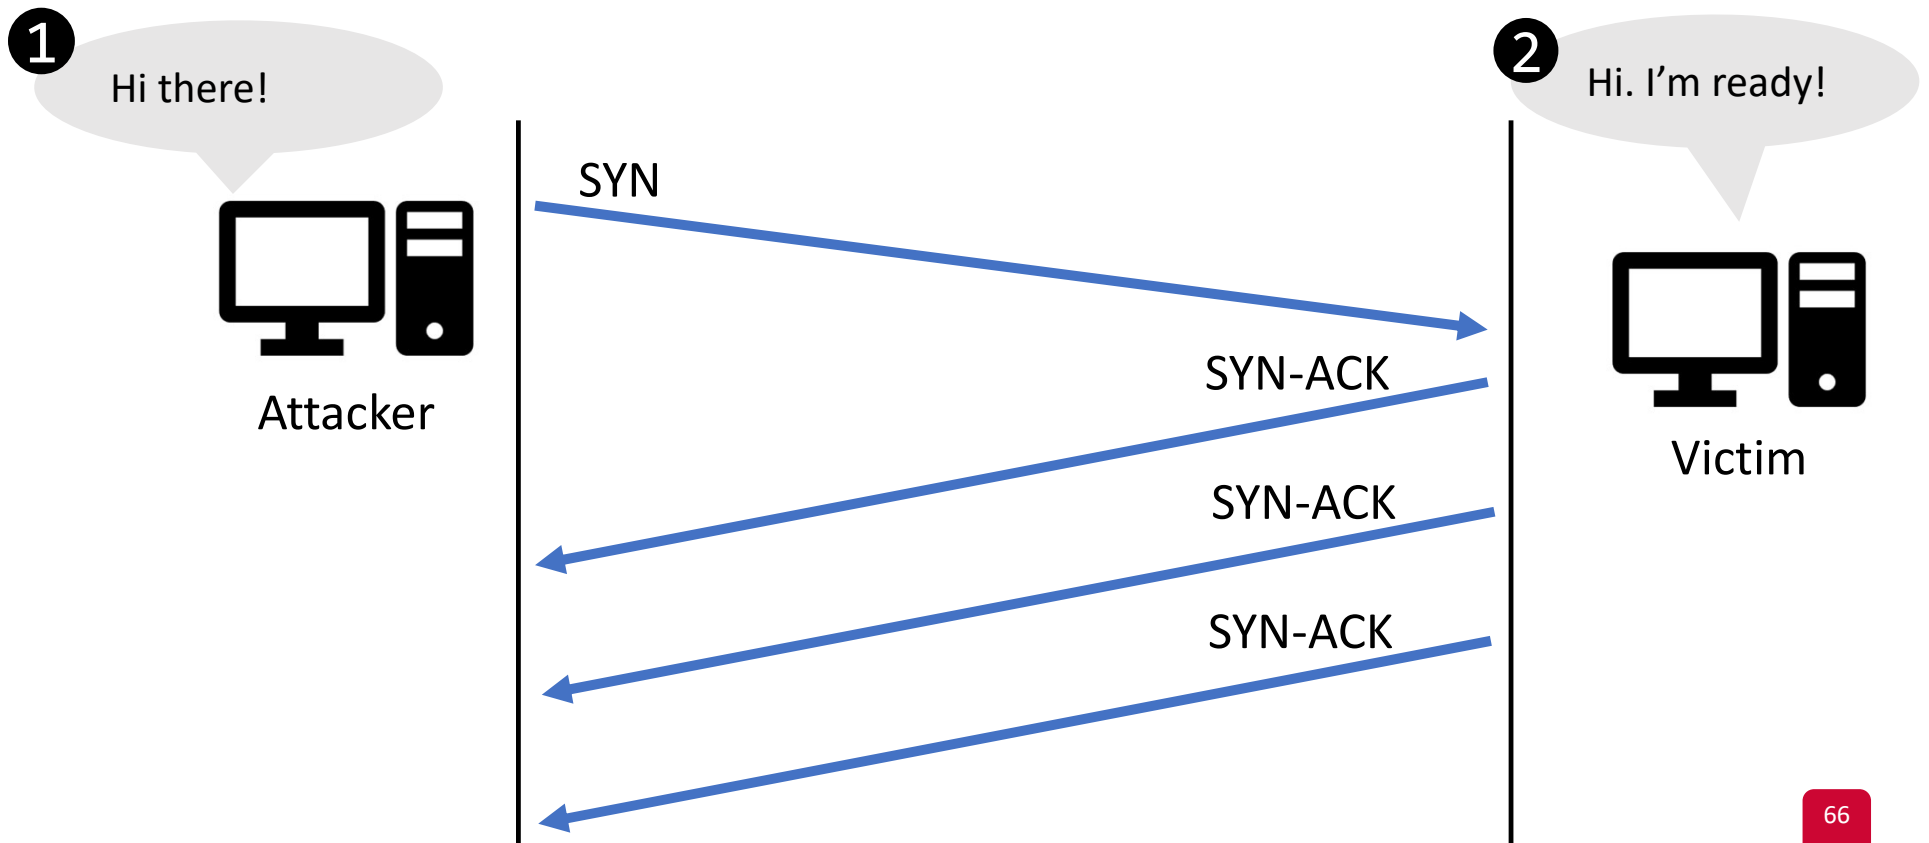 1
Hi there!
2
Hi. I'm ready!
SYN
SYN-ACK
Attacker
Victim
SYN-ACK
SYN-ACK
66